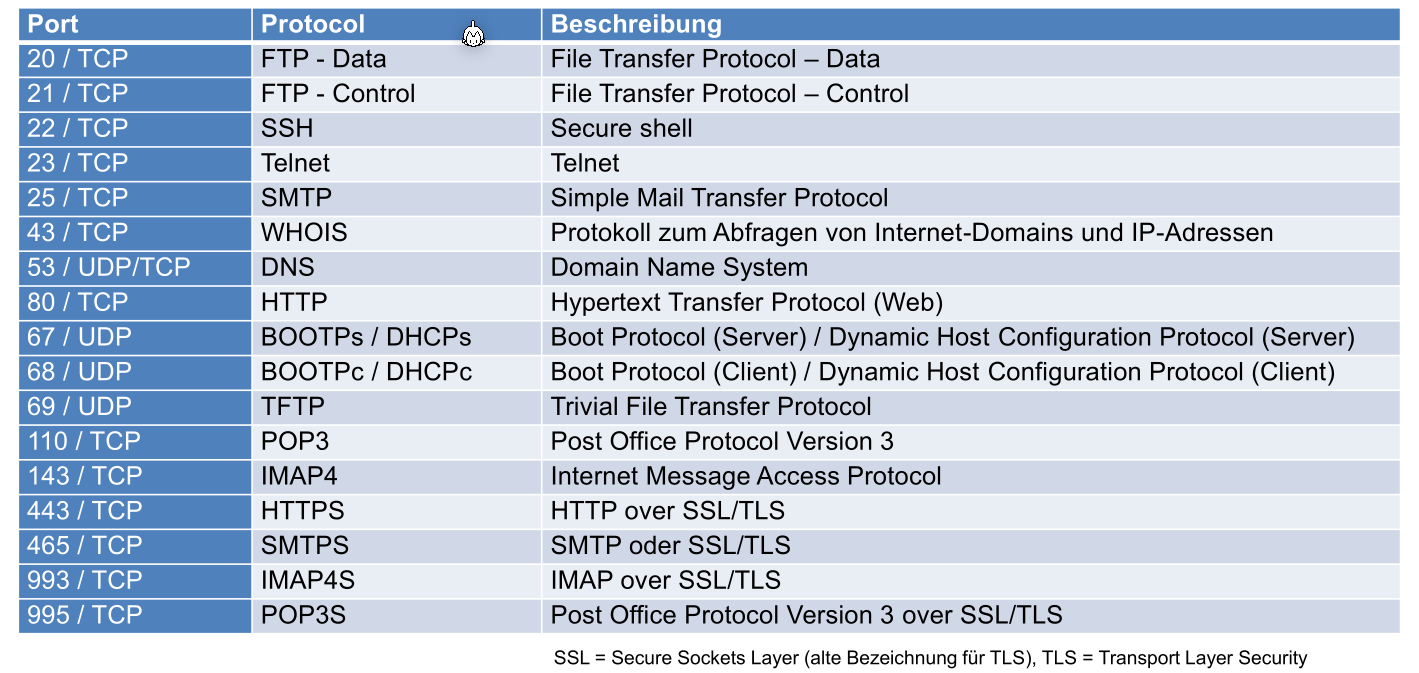 Port Protocol Beschreibung
20 / TCP FTP - Data File Transfer Protocol – Data
21 / TCP FTP - Control File Transfer Protocol – Control
22 / TCP SSH Secure shell
23 / TCP Telnet Telnet
25 / TCP SMTP Simple Mail Transfer Protocol
43 / TCP WHOIS Protokoll zum Abfragen von Internet-Domains und IP-Adressen
53 / UDP/TCP DNS Domain Name System
80 / TCP HTTP Hypertext Transfer Protocol (Web)
67 / UDP BOOTPs / DHCPs Boot Protocol (Server) / Dynamic Host Configuration Protocol (Server)
68 / UDP BOOTPc / DHCPc Boot Protocol (Client) / Dynamic Host Configuration Protocol (Client)
69 / UDP TFTP Trivial File Transfer Protocol
110 / TCP POP3 Post Office Protocol Version 3
143 / TCP IMAP4 Internet Message Access Protocol
443 / TCP HTTPS HTTP over SSL/TLS
465 / TCP SMTPS SMTP oder SSL/TLS
993 / TCP IMAP4S IMAP over SSL/TLS
995 / TCP POP3S Post Office Protocol Version 3 over SSL/TLS
SSL = Secure Sockets Layer (alte Bezeichnung für TLS), TLS = Transport Layer Security